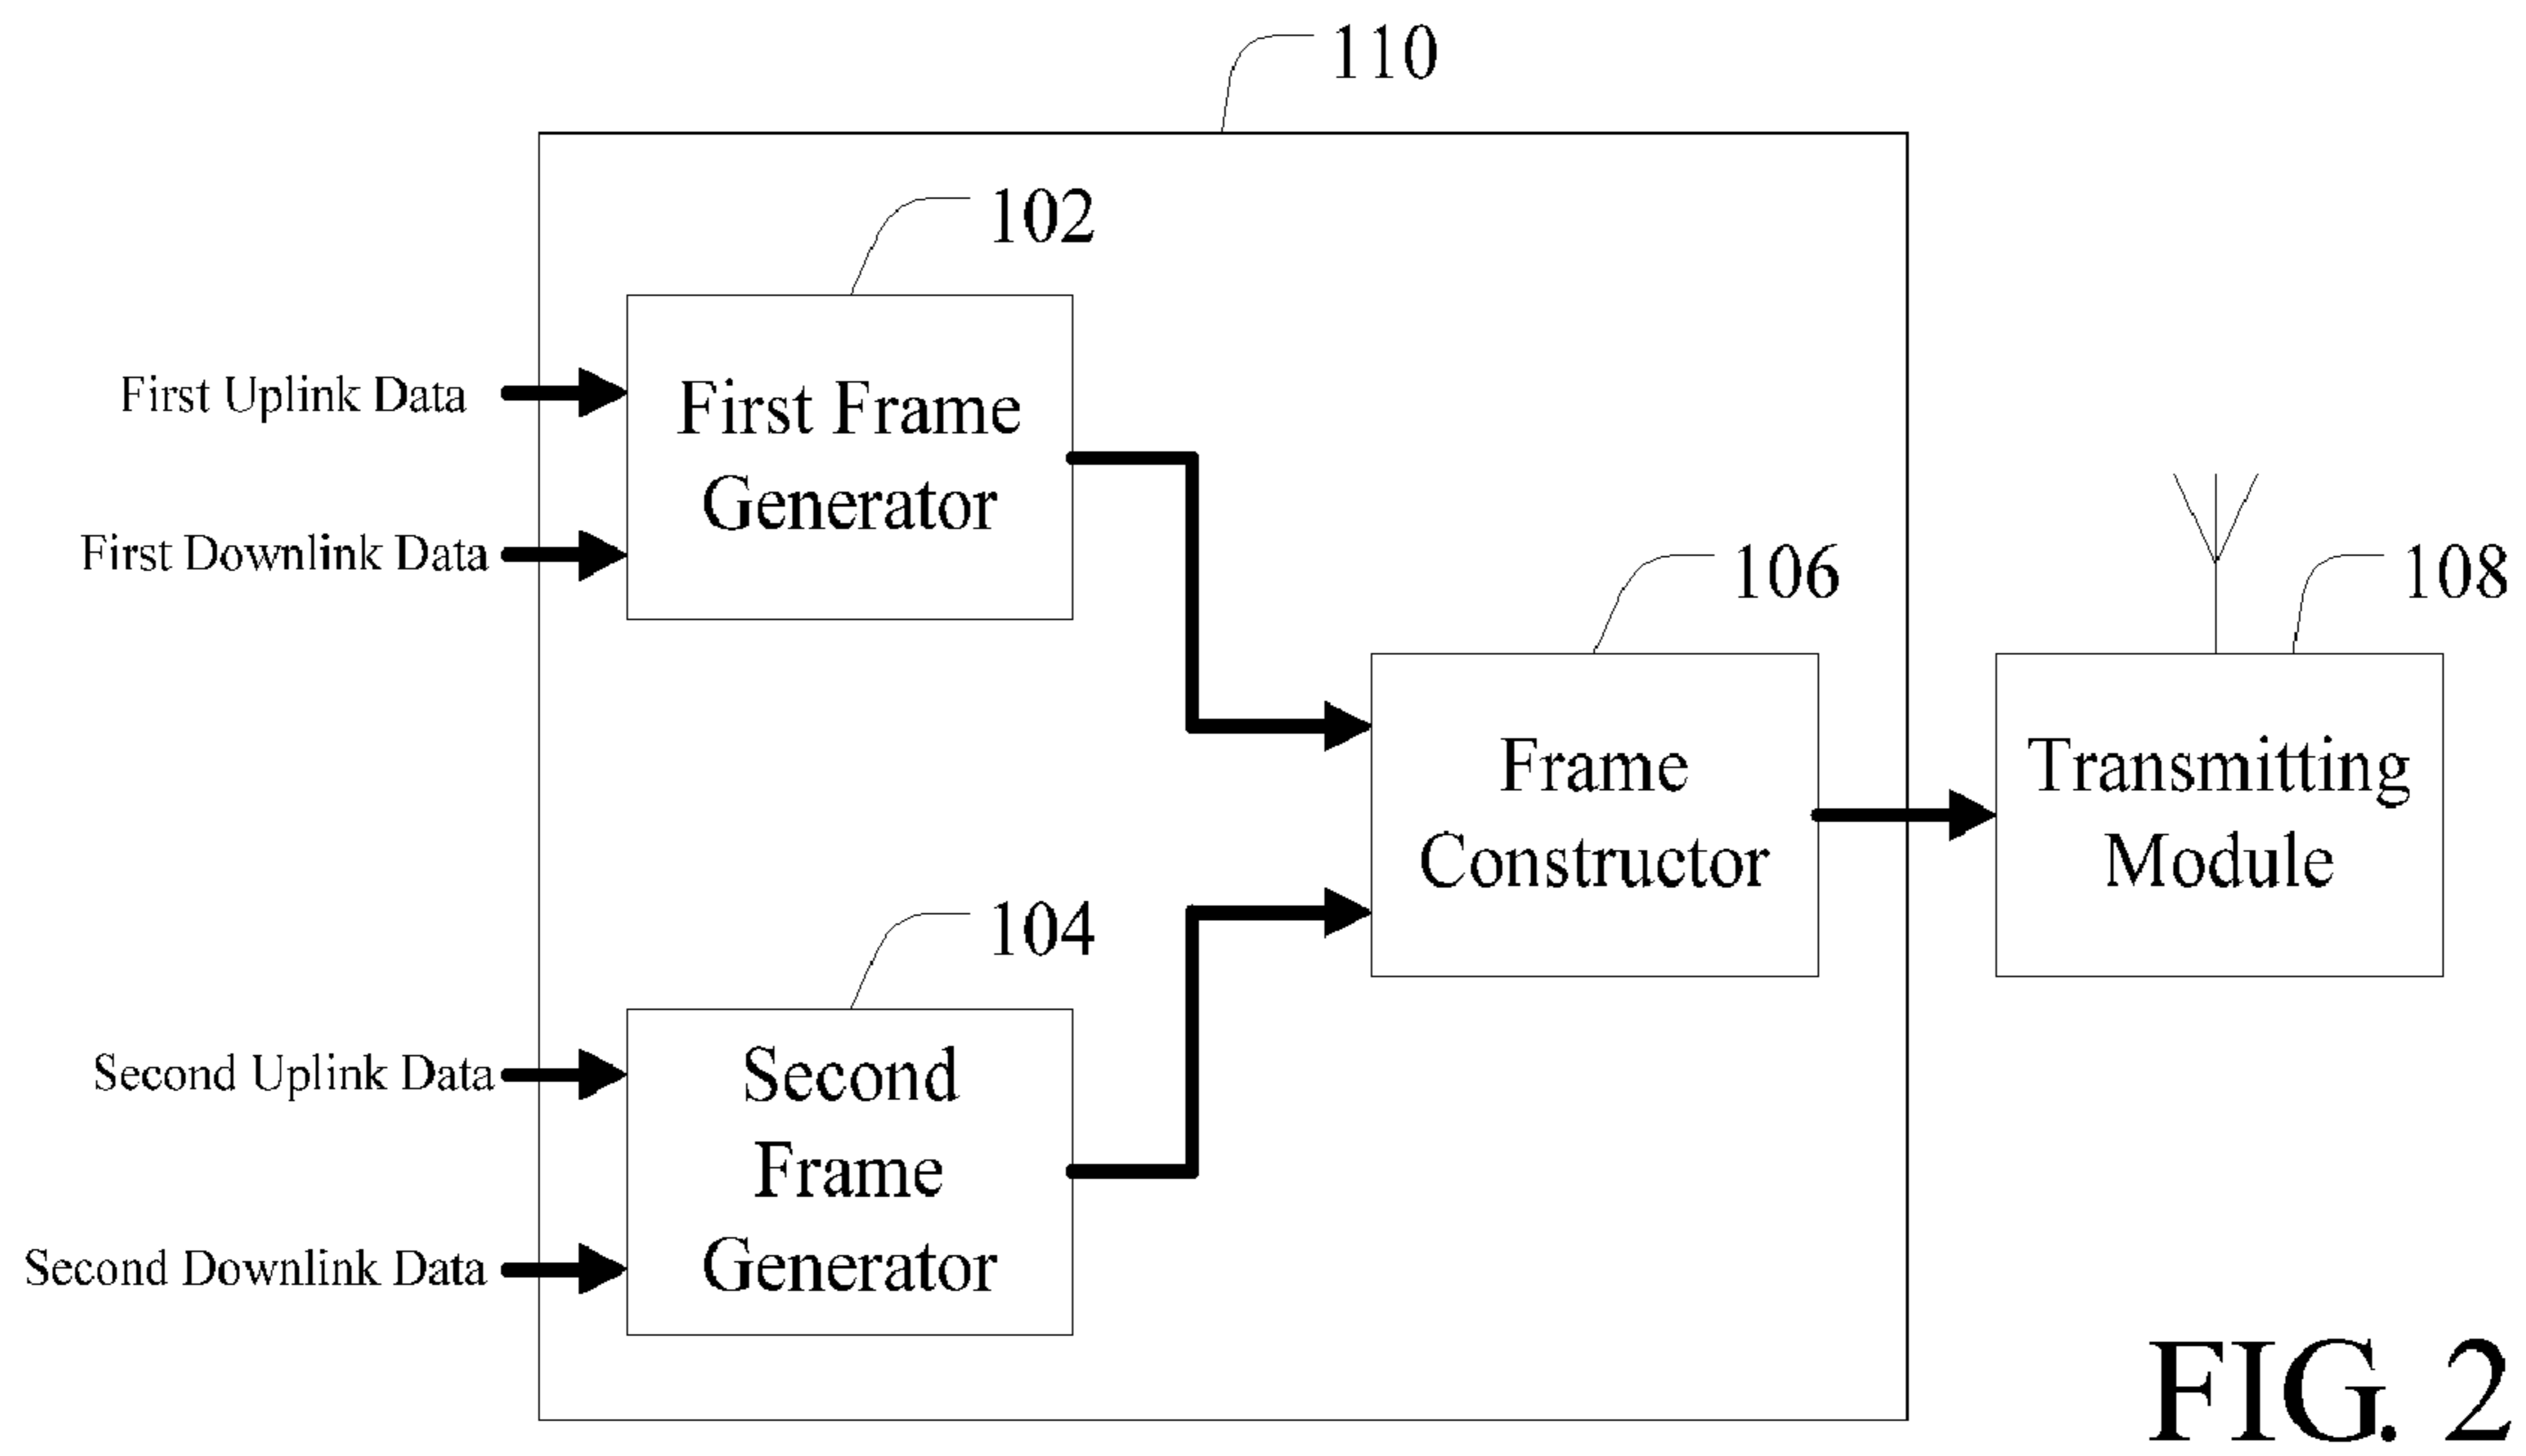 110
102
First Uplink Data
First Frame
Generator
First Downlink Data
106
108
Frame
Constructor
Transmitting
Module
104
Second Uplink Data
Second
Frame
Generator
Second Downlink Data
FIG. 2